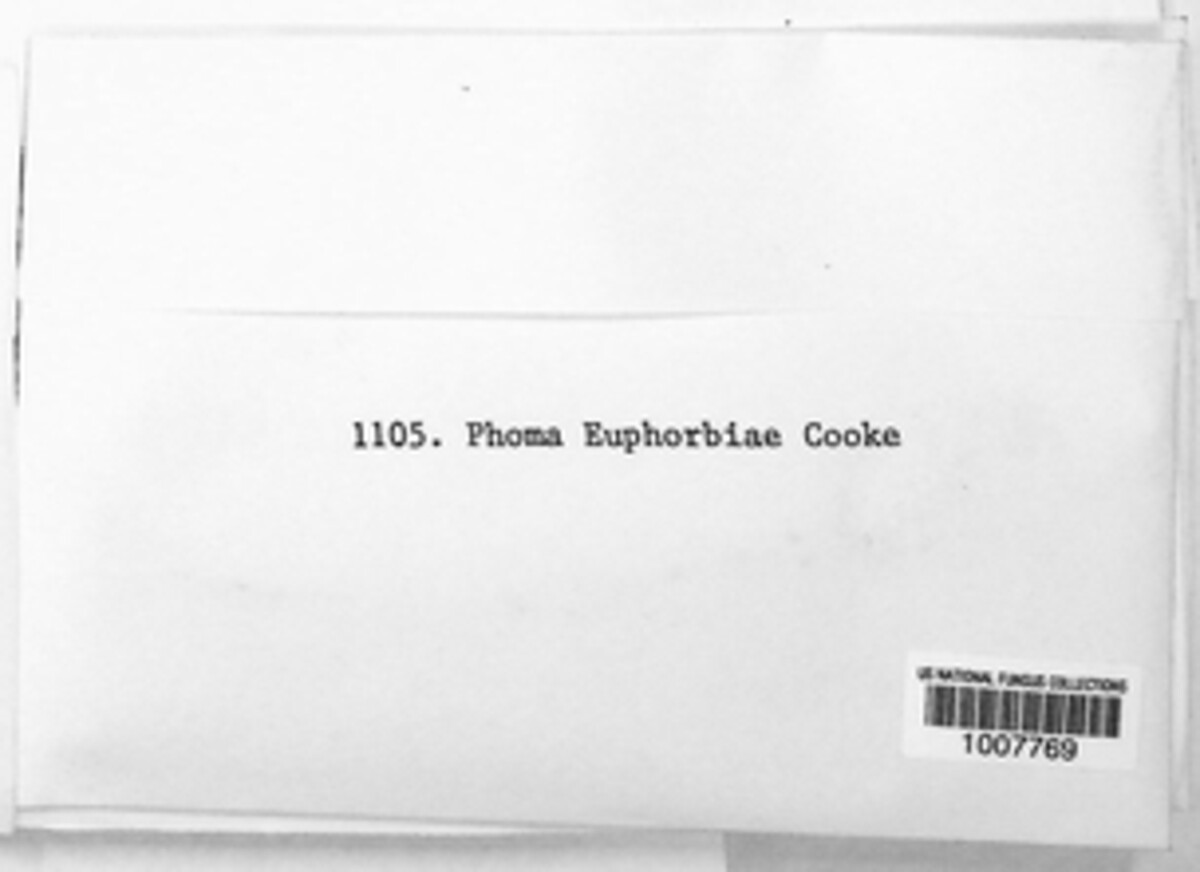 1105. Phoma Euphorbiae Cooke
US NATIONAL FUNGUS COLLECTIONS
1007769